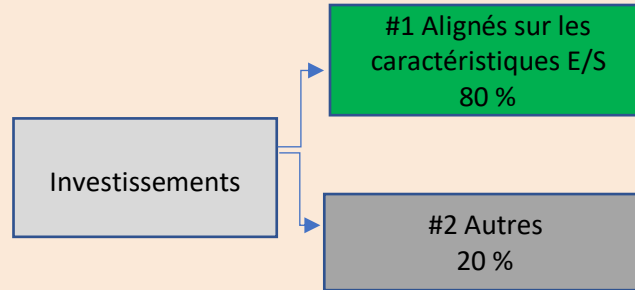 #1 Alignés sur les
caractéristiques E/S
80 %
Investissements
#2 Autres
20 %